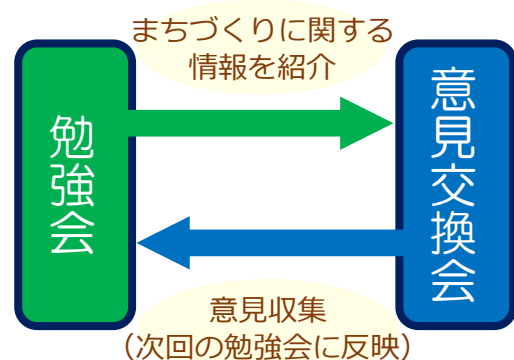 まちづくりに関する
情報を紹介
勉強会
意見交換会
意見収集
（次回の勉強会に反映）